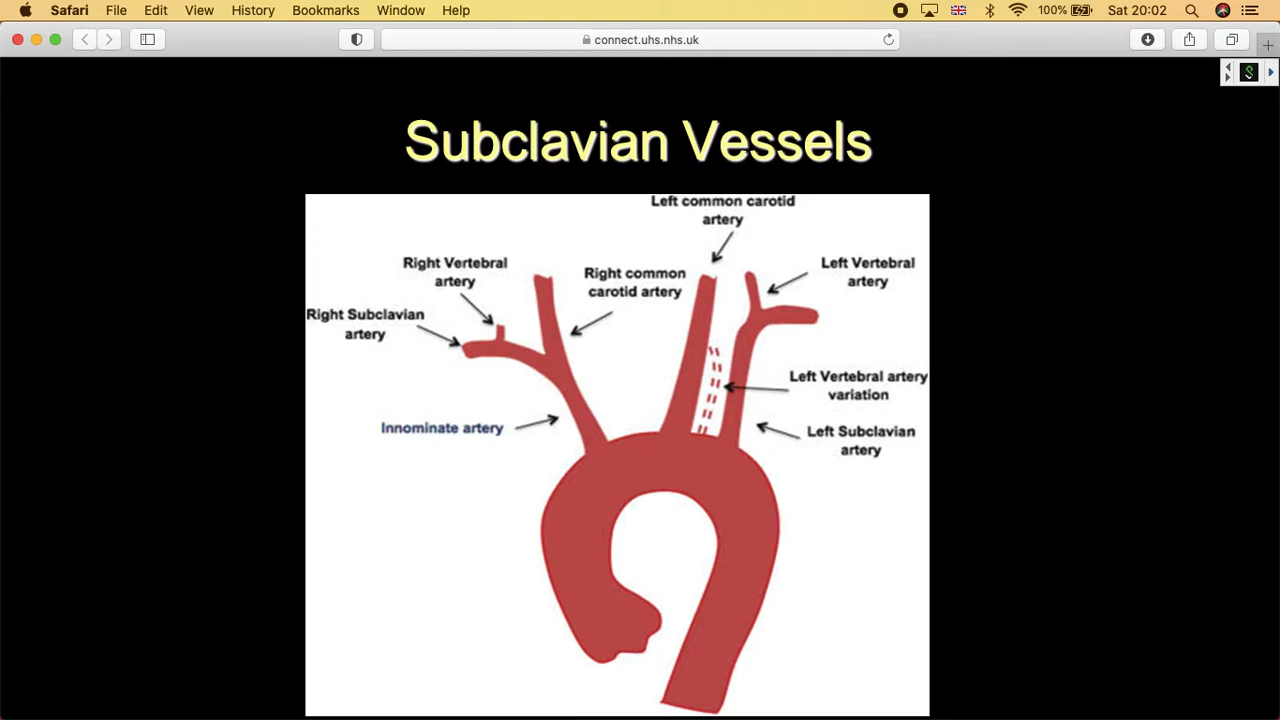 Safari File Edit View History Bookmarks Window Help 100% Sat 20:02
connect.uhs.nhs.uk
Subclavian Vessels
Left common carotid
artery
Right Vertebral
artery
Right common
carotid artery
Left Vertebral
artery
Right Subclavian
artery
Left Vertebral artery
variation
Innominate artery
Left Subclavian
artery